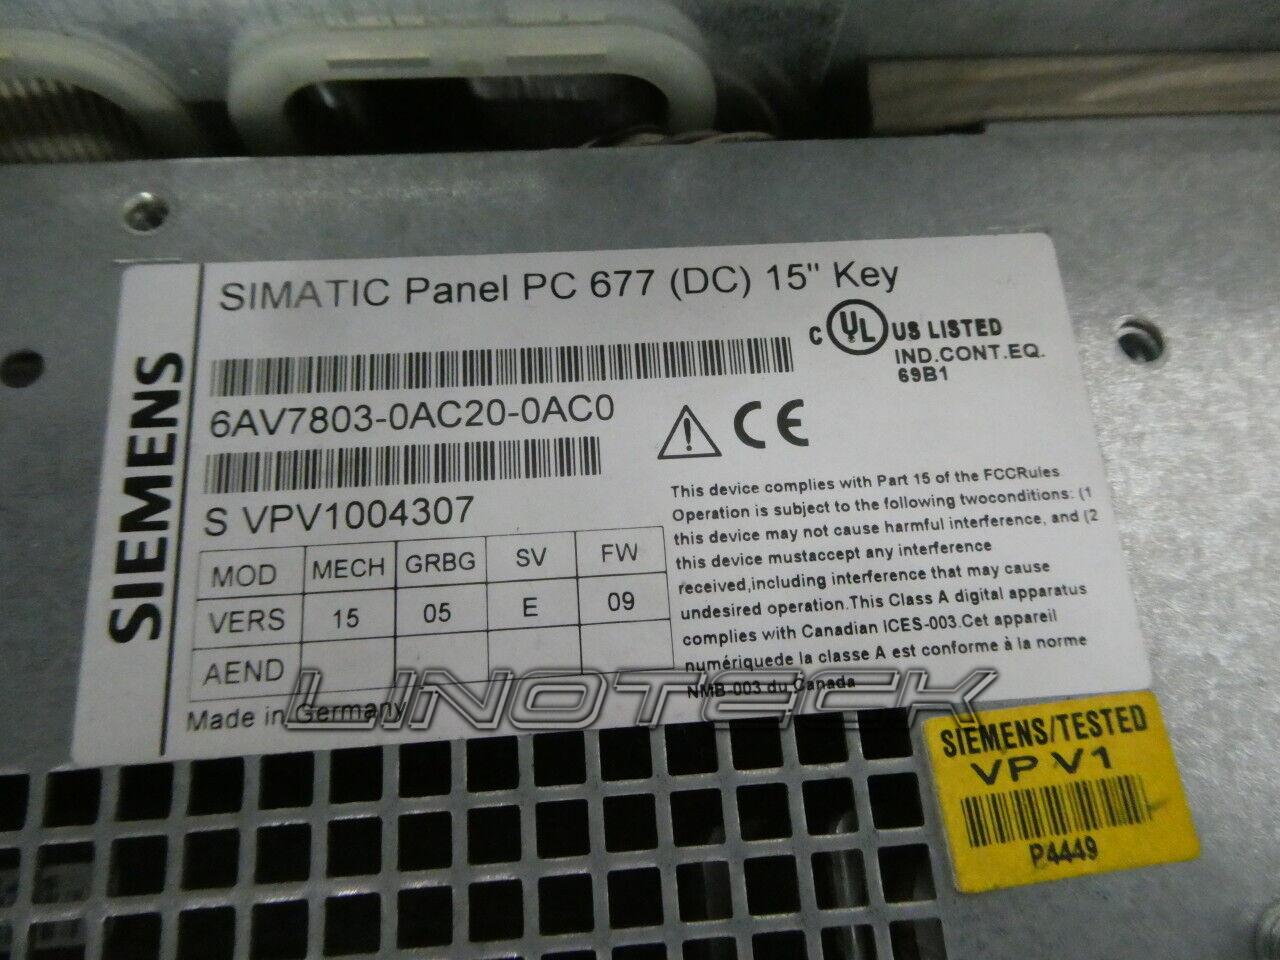 SIEMENS
SIMATIC Panel PC 677 (DC) 15" Key
6AV7803-0AC20-0AC0
S VPV1004307
MOD MECH GRBG SV FW
VERS 15 05 E 09
AEND
Made in Germany
C UL US LISTED
IND.CONT.EQ.
69B1
CE
This device complies with Part 15 of the FCCRules
Operation is subject to the following twoconditions: (1
this device may not cause harmful interference, and (2
this device mustaccept any interference
received,including interference that may cause
undesired operation.This Class A digital apparatus
complies with Canadian ICES-003.Cet appareil
numériquede la classe A est conforme à la norme
NMB-003 du Canada
LINOTECK
SIEMENS/TESTED
VP V1
P4449